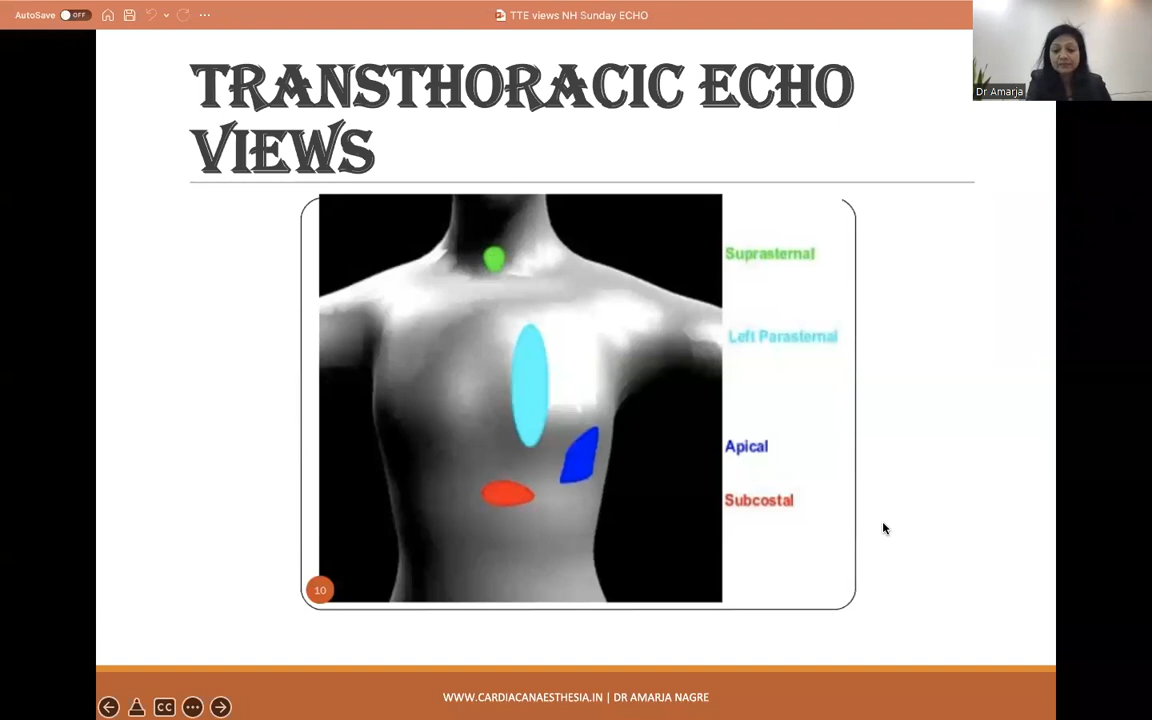 AutoSave OFF
TTE views NH Sunday ECHO
Dr Amarja
TRANSTHORACIC ECHO
VIEWS
Suprasternal
Left Parasternal
Apical
Subcostal
10
WWW.CARDIACANAESTHESIA.IN | DR AMARJA NAGRE
CC